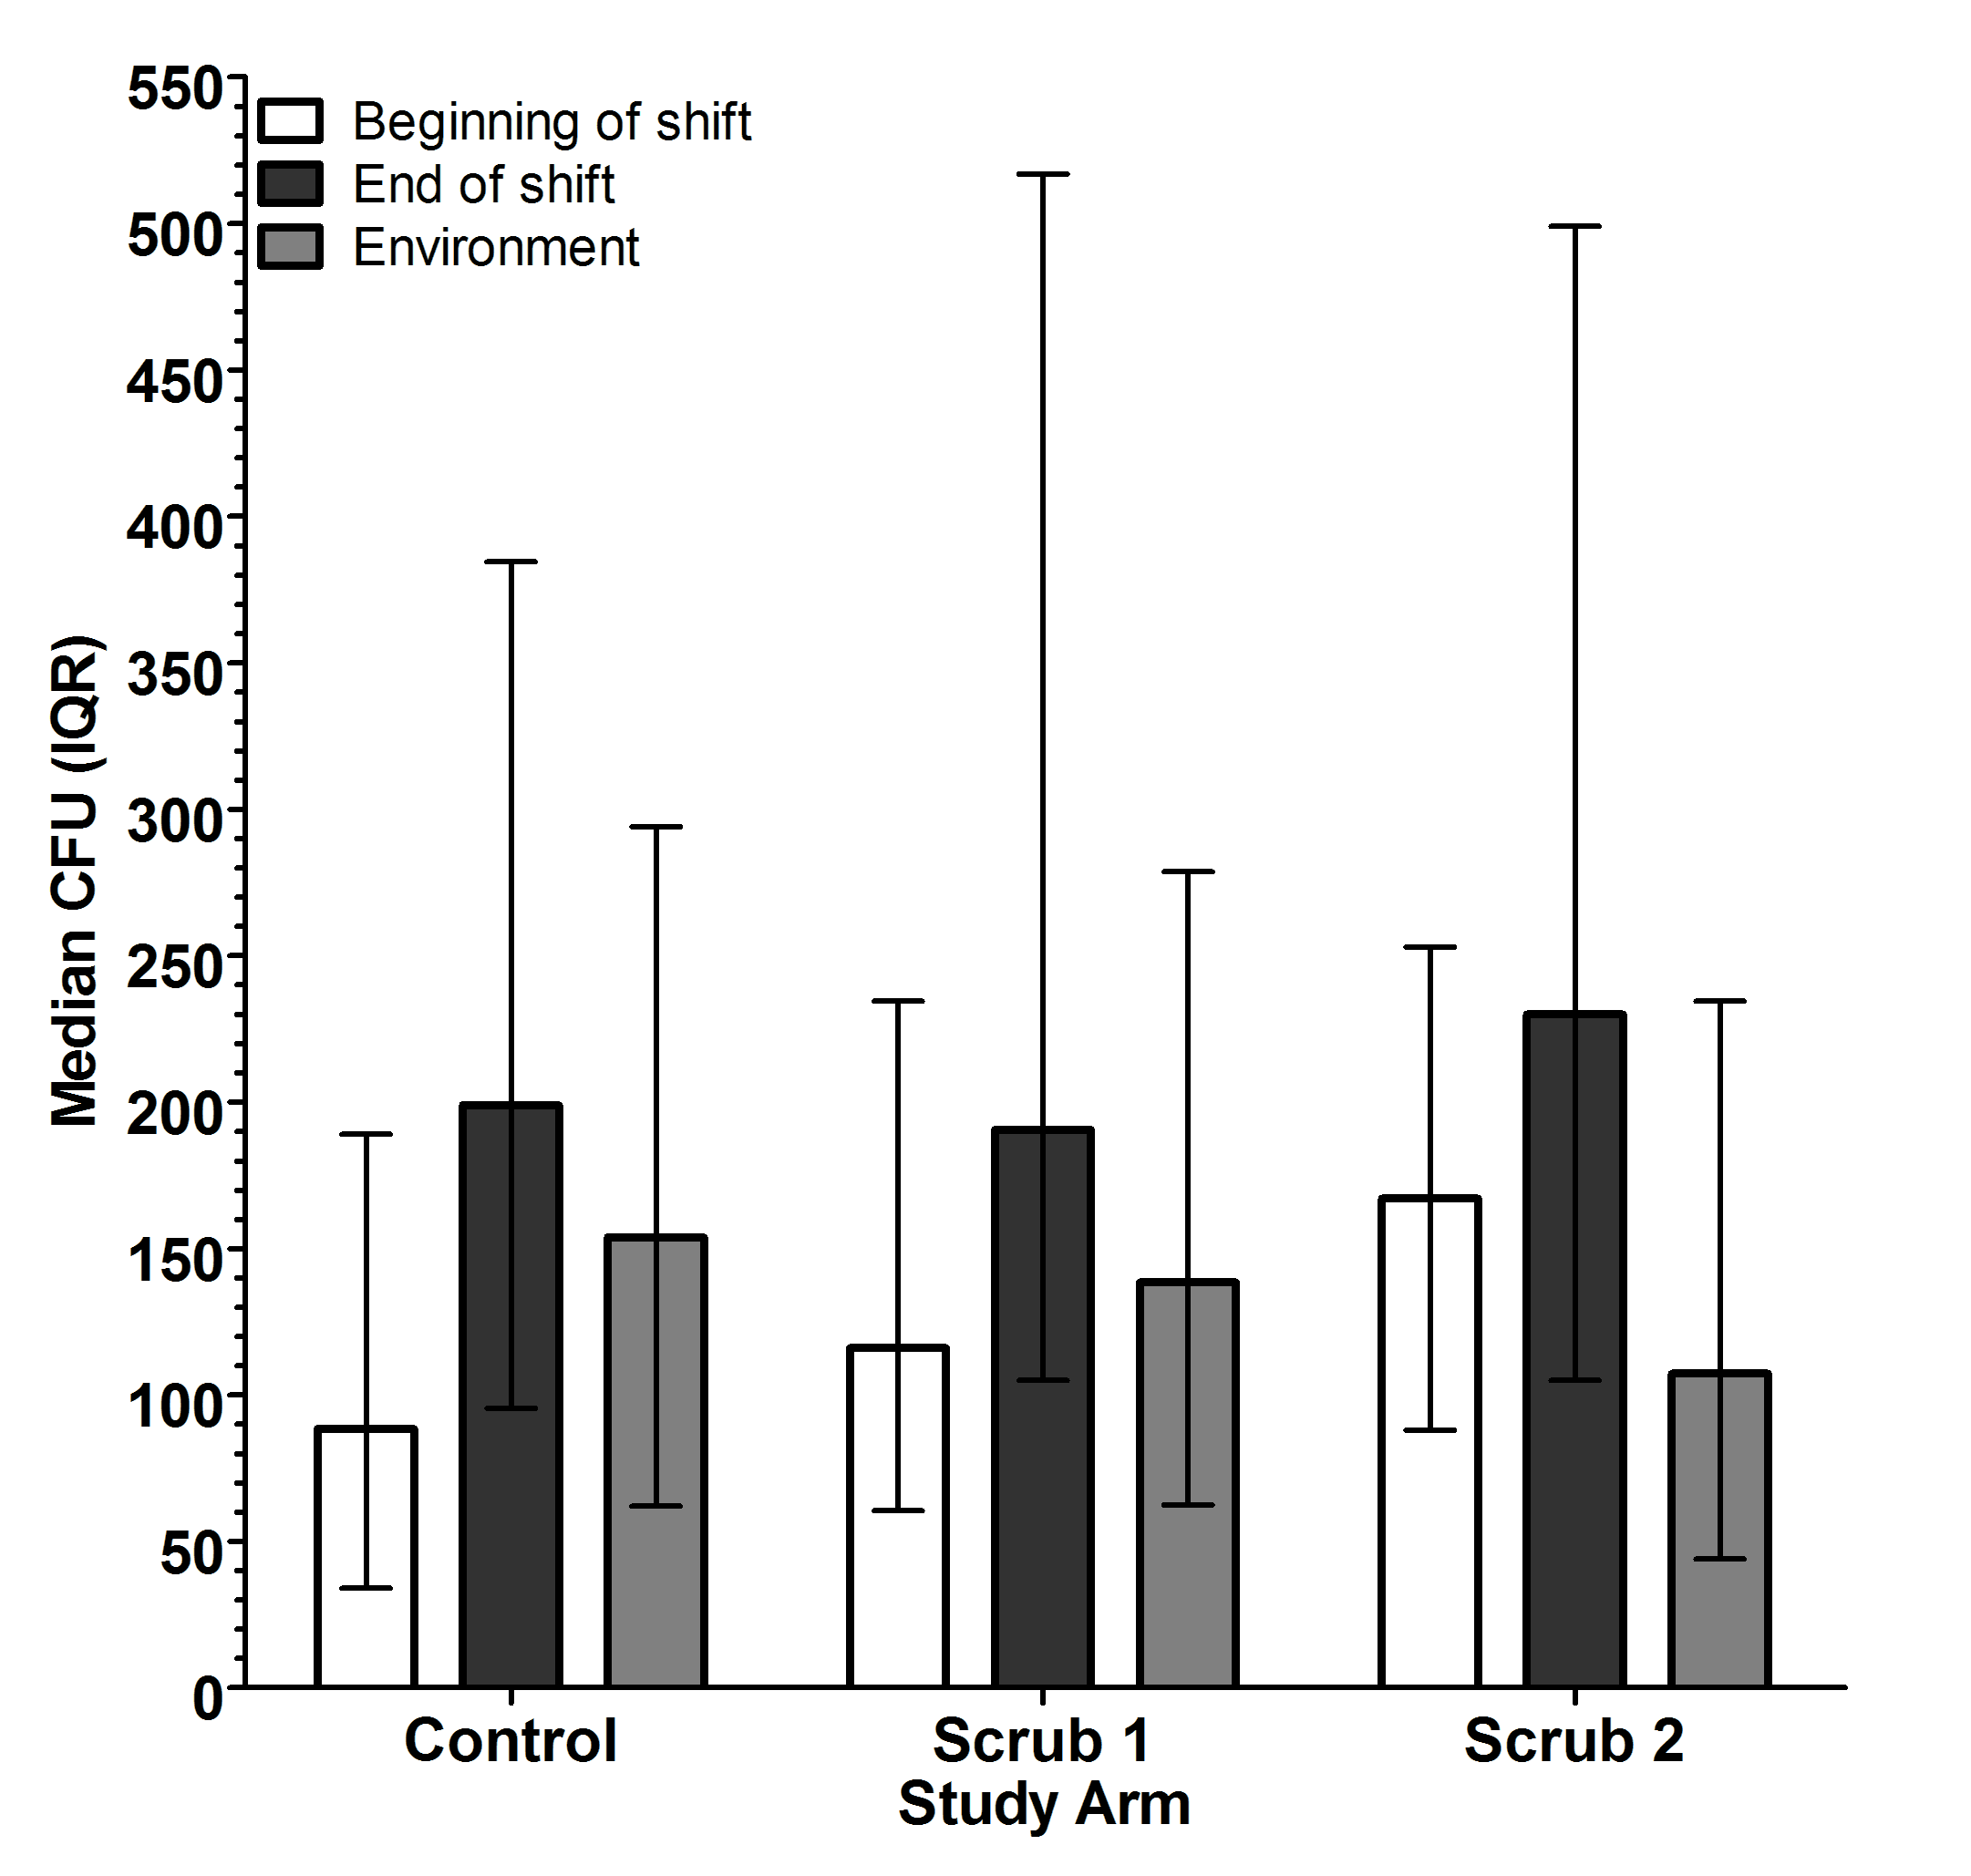 550
500
450
400
350
300
250
200
150
100
50
0
Median CFU (IQR)
Beginning of shift
End of shift
Environment
Control
Scrub 1
Scrub 2
Study Arm